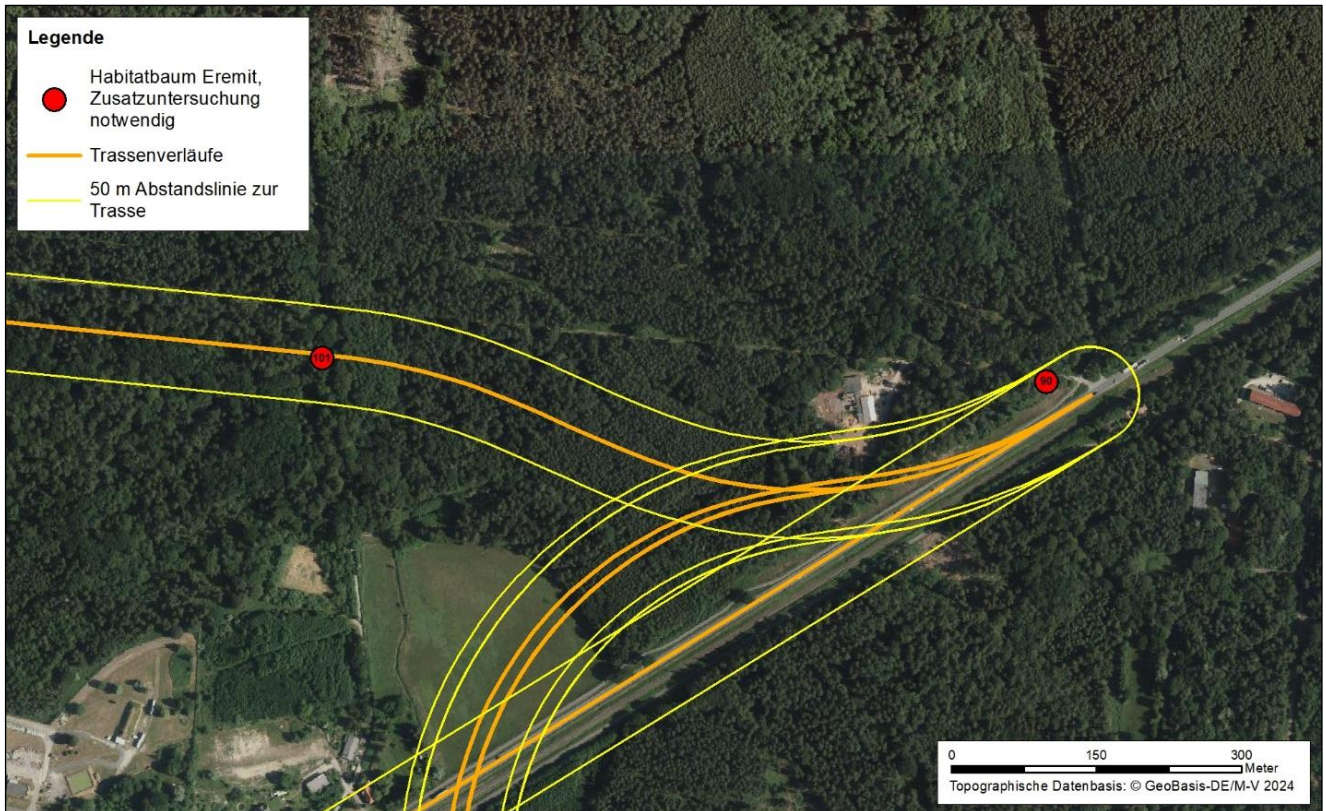 Legende
Habitatbaum Eremit,
Zusatzuntersuchung
notwendig
Trassenverläufe
50 m Abstandslinie zur
Trasse
101
90
0 150 300
Meter
Topographische Datenbasis: © GeoBasis-DE/M-V 2024